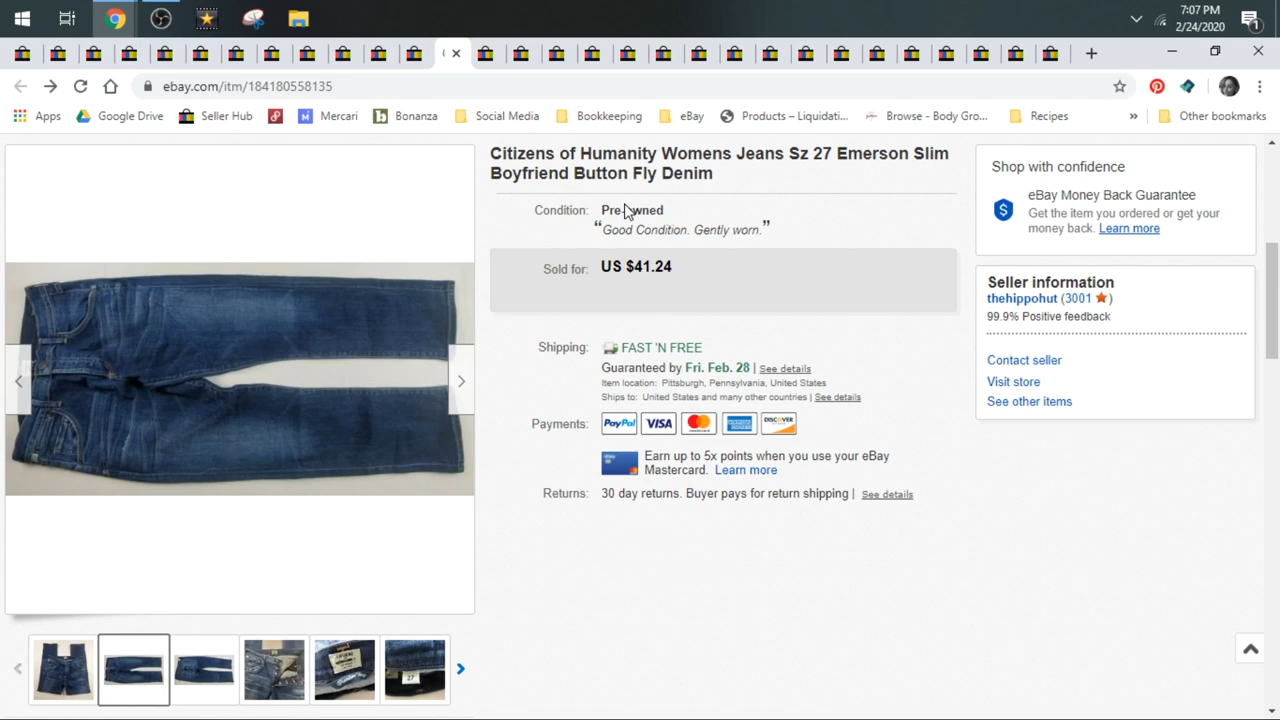 7:07 PM
2/24/2020
ebay.com/itm/184180558135
Apps
Google Drive
Seller Hub
Mercari
Bonanza
Social Media
Bookkeeping
eBay
Products – Liquidati...
Browse - Body Gro...
Recipes
Other bookmarks
Citizens of Humanity Womens Jeans Sz 27 Emerson Slim
Boyfriend Button Fly Denim
Condition: Pre-owned
“Good Condition. Gently worn.”
Sold for: US $41.24
Shipping: FAST 'N FREE
Guaranteed by Fri. Feb. 28 | See details
Item location: Pittsburgh, Pennsylvania, United States
Ships to: United States and many other countries | See details
Payments: PayPal VISA
Earn up to 5x points when you use your eBay
Mastercard. Learn more
Returns: 30 day returns. Buyer pays for return shipping | See details
Shop with confidence
eBay Money Back Guarantee
Get the item you ordered or get your
money back. Learn more
Seller information
thehippohut (3001 ★)
99.9% Positive feedback
Contact seller
Visit store
See other items
27